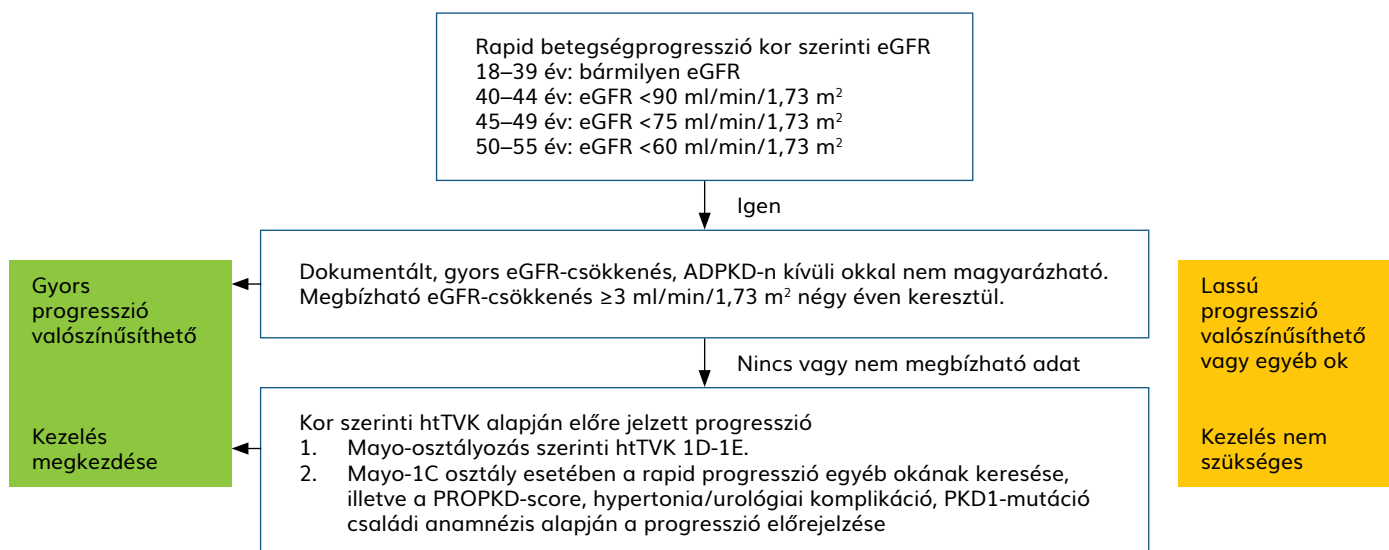 Rapid betegségprogresszió kor szerinti eGFR
18–39 év: bármilyen eGFR
40–44 év: eGFR <90 ml/min/1,73 m²
45–49 év: eGFR <75 ml/min/1,73 m²
50–55 év: eGFR <60 ml/min/1,73 m²
Igen
Dokumentált, gyors eGFR-csökkenés, ADPKD-n kívüli okkal nem magyarázható.
Megbízható eGFR-csökkenés ≥3 ml/min/1,73 m² négy éven keresztül.
Gyors
progresszió
valószínűsíthető
Kezelés
megkezdése
Lassú
progresszió
valószínűsíthető
vagy egyéb ok
Kezelés nem
szükséges
Nincs vagy nem megbízható adat
Kor szerinti htTVK alapján előre jelzett progresszió
1. Mayo-osztályozás szerinti htTVK 1D-1E.
2. Mayo-1C osztály esetében a rapid progresszió egyéb okának keresése,
illetve a PROPKD-score, hypertonia/urológiai komplikáció, PKD1-mutáció
családi anamnézis alapján a progresszió előrejelzése